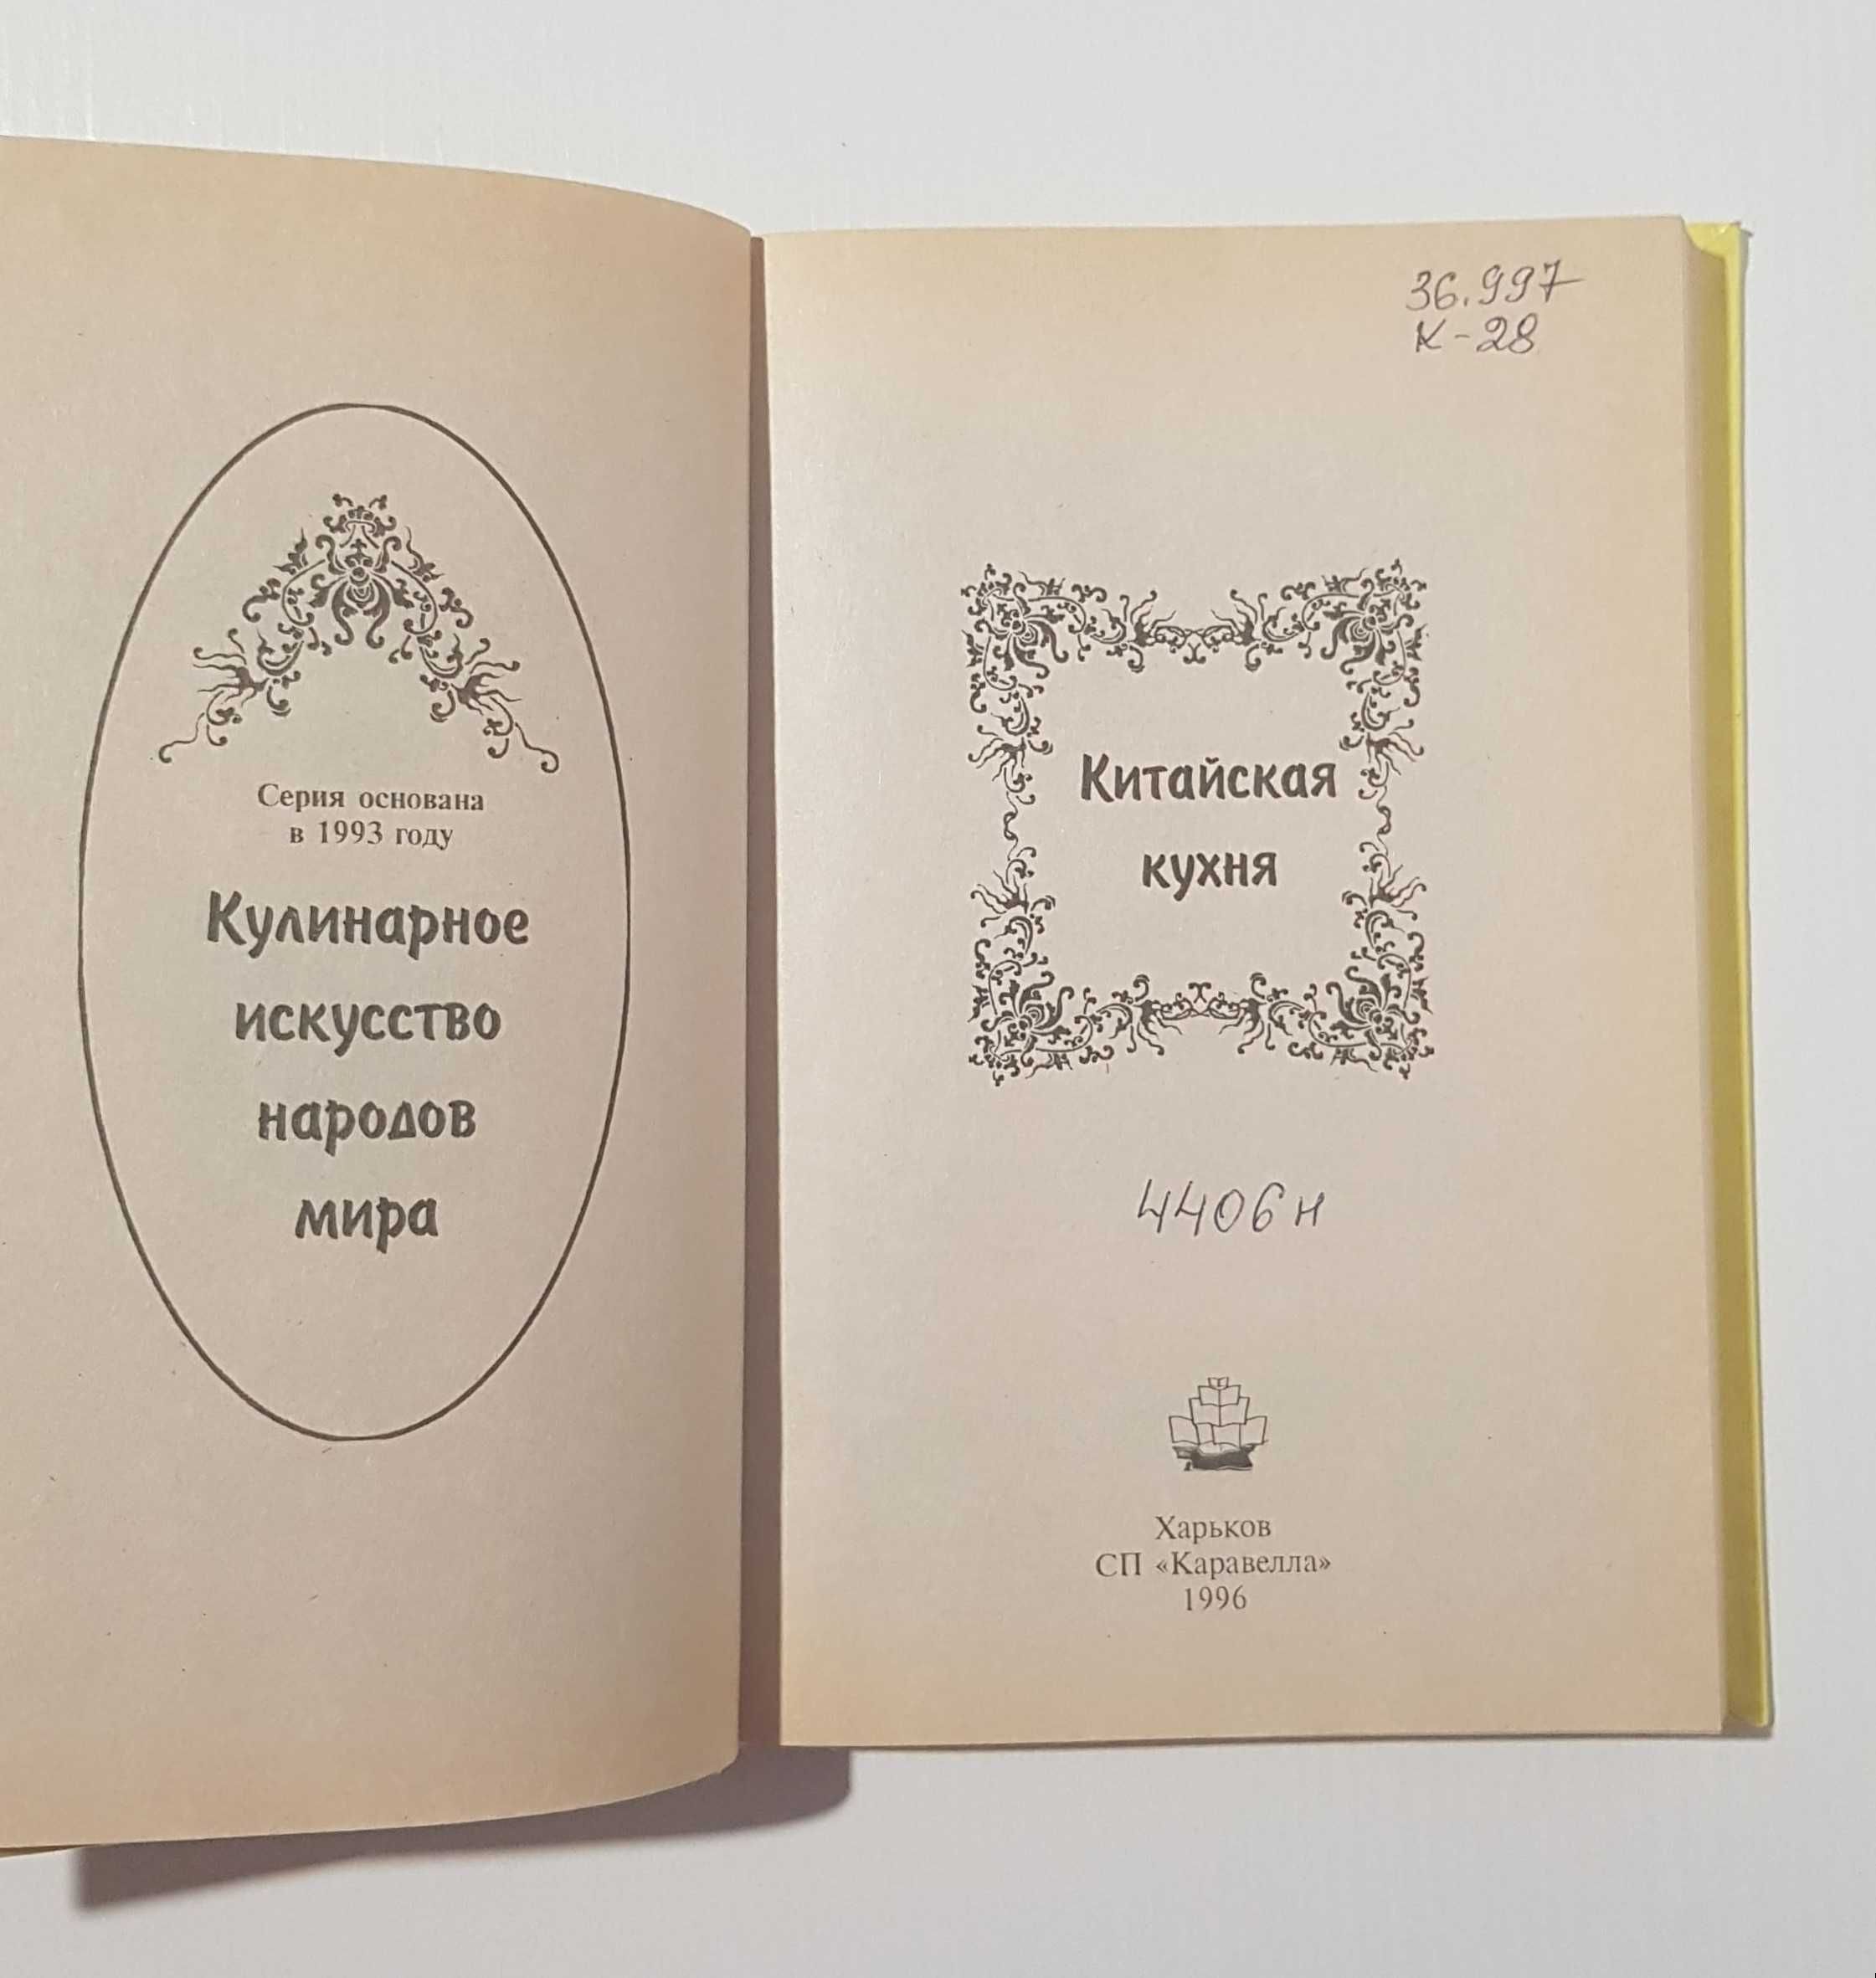 Серия основана
в 1993 году
Кулинарное
искусство
народов
мира
36.997
К-28
Китайская
кухня
4406н
Харьков
СП «Каравелла»
1996